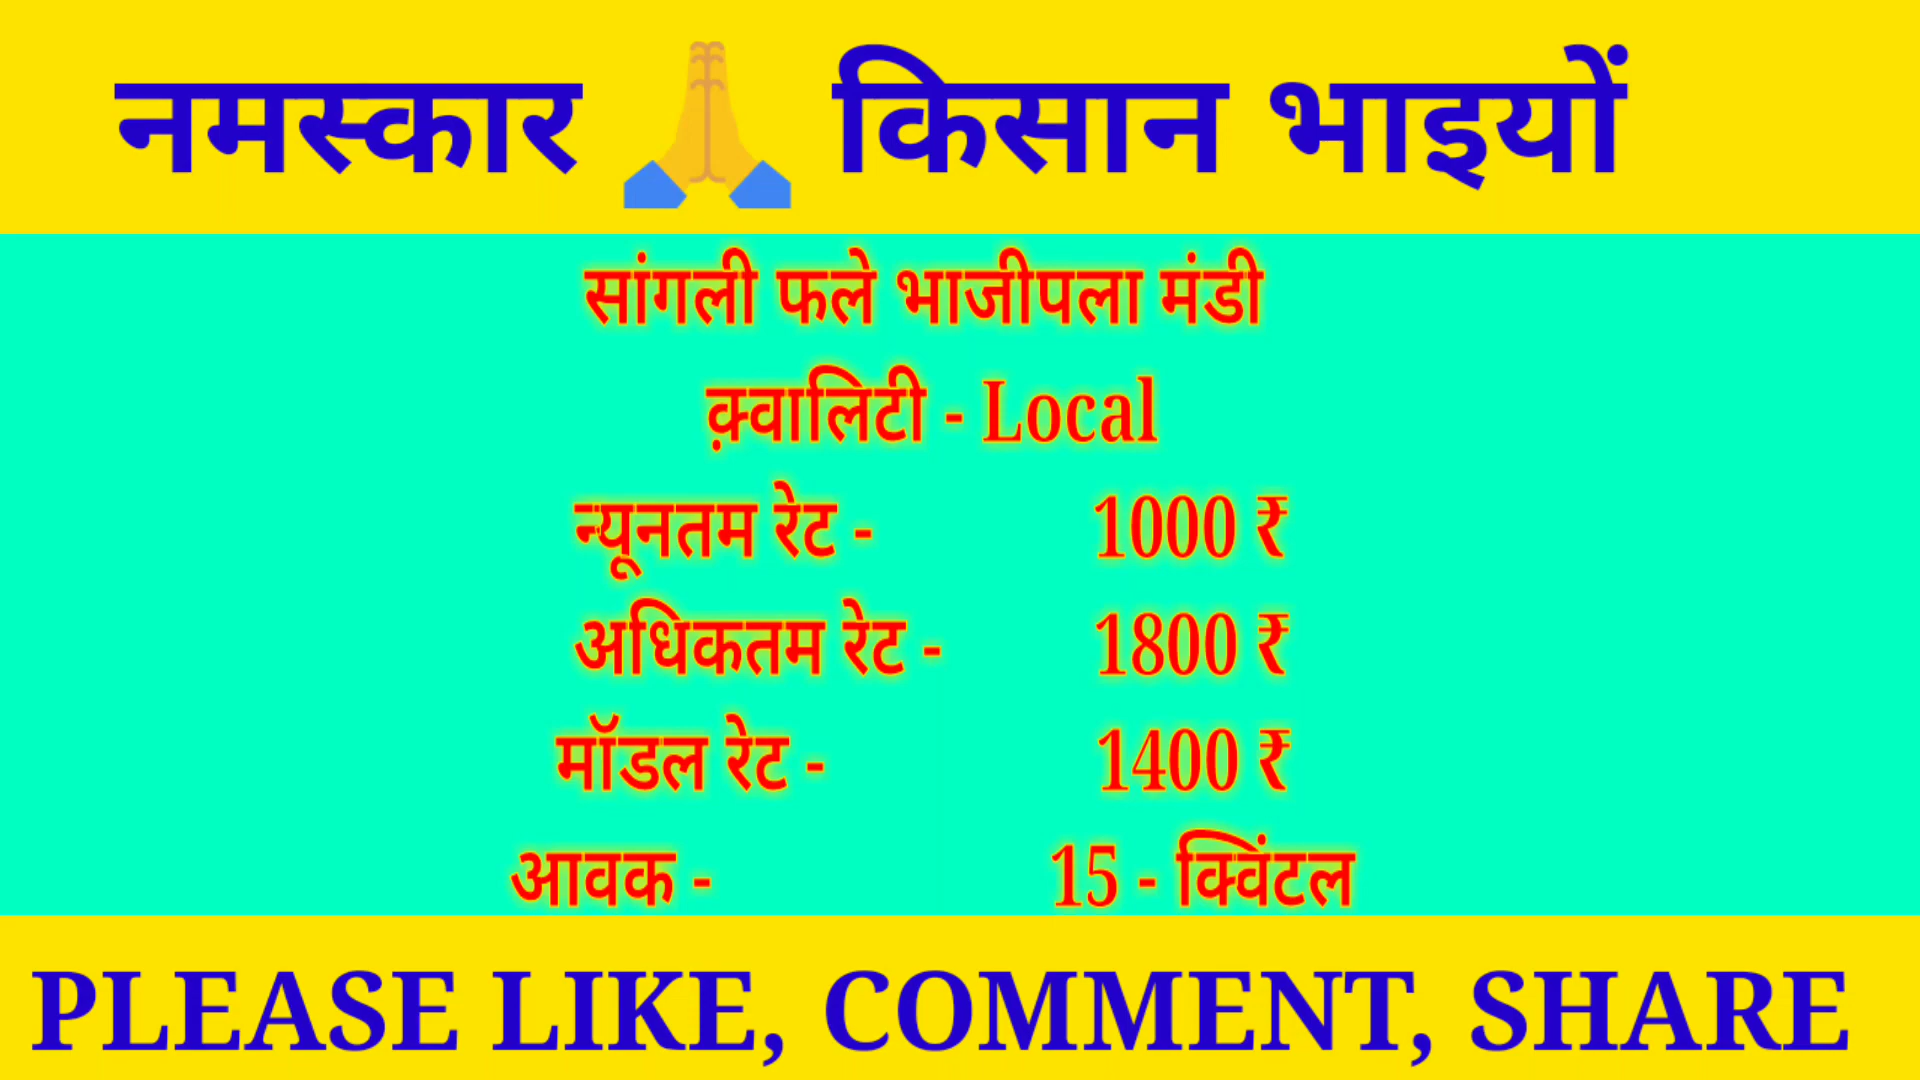 नमस्कार 🙏 किसान भाइयों
सांगली फले भाजीपला मंडी
क़्वालिटी - Local
न्यूनतम रेट - 1000 ₹
अधिकतम रेट - 1800 ₹
मॉडल रेट - 1400 ₹
आवक - 15 - क्विंटल
PLEASE LIKE, COMMENT, SHARE